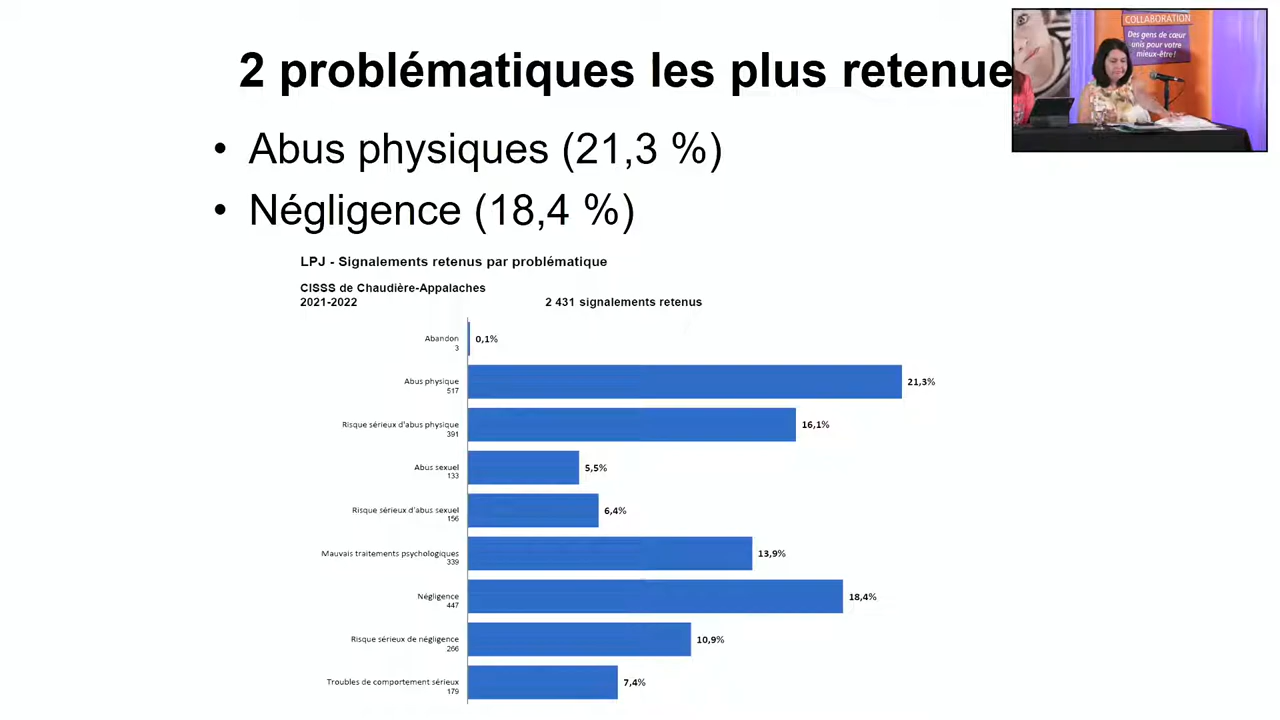 2 problématiques les plus retenue
• Abus physiques (21,3 %)
• Négligence (18,4 %)
COLLABORATION
Des gens de cœur
unis pour votre
mieux-être !
LPJ - Signalements retenus par problématique
CISSS de Chaudière-Appalaches
2021-2022
2 431 signalements retenus
Abandon
3
0,1%
Abus physique
517
21,3%
Risque sérieux d'abus physique
391
16,1%
Abus sexuel
133
5,5%
Risque sérieux d'abus sexuel
156
6,4%
Mauvais traitements psychologiques
339
13,9%
Négligence
447
18,4%
Risque sérieux de négligence
266
10,9%
Troubles de comportement sérieux
179
7,4%